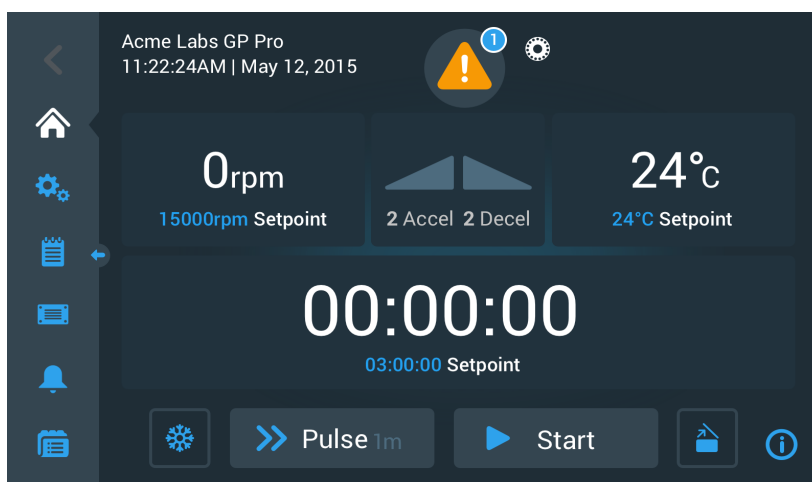 Acme Labs GP Pro
11:22:24AM | May 12, 2015
1
0rpm
15000rpm Setpoint
2 Accel 2 Decel
24°C
24°C Setpoint
00:00:00
03:00:00 Setpoint
Pulse 1m
Start